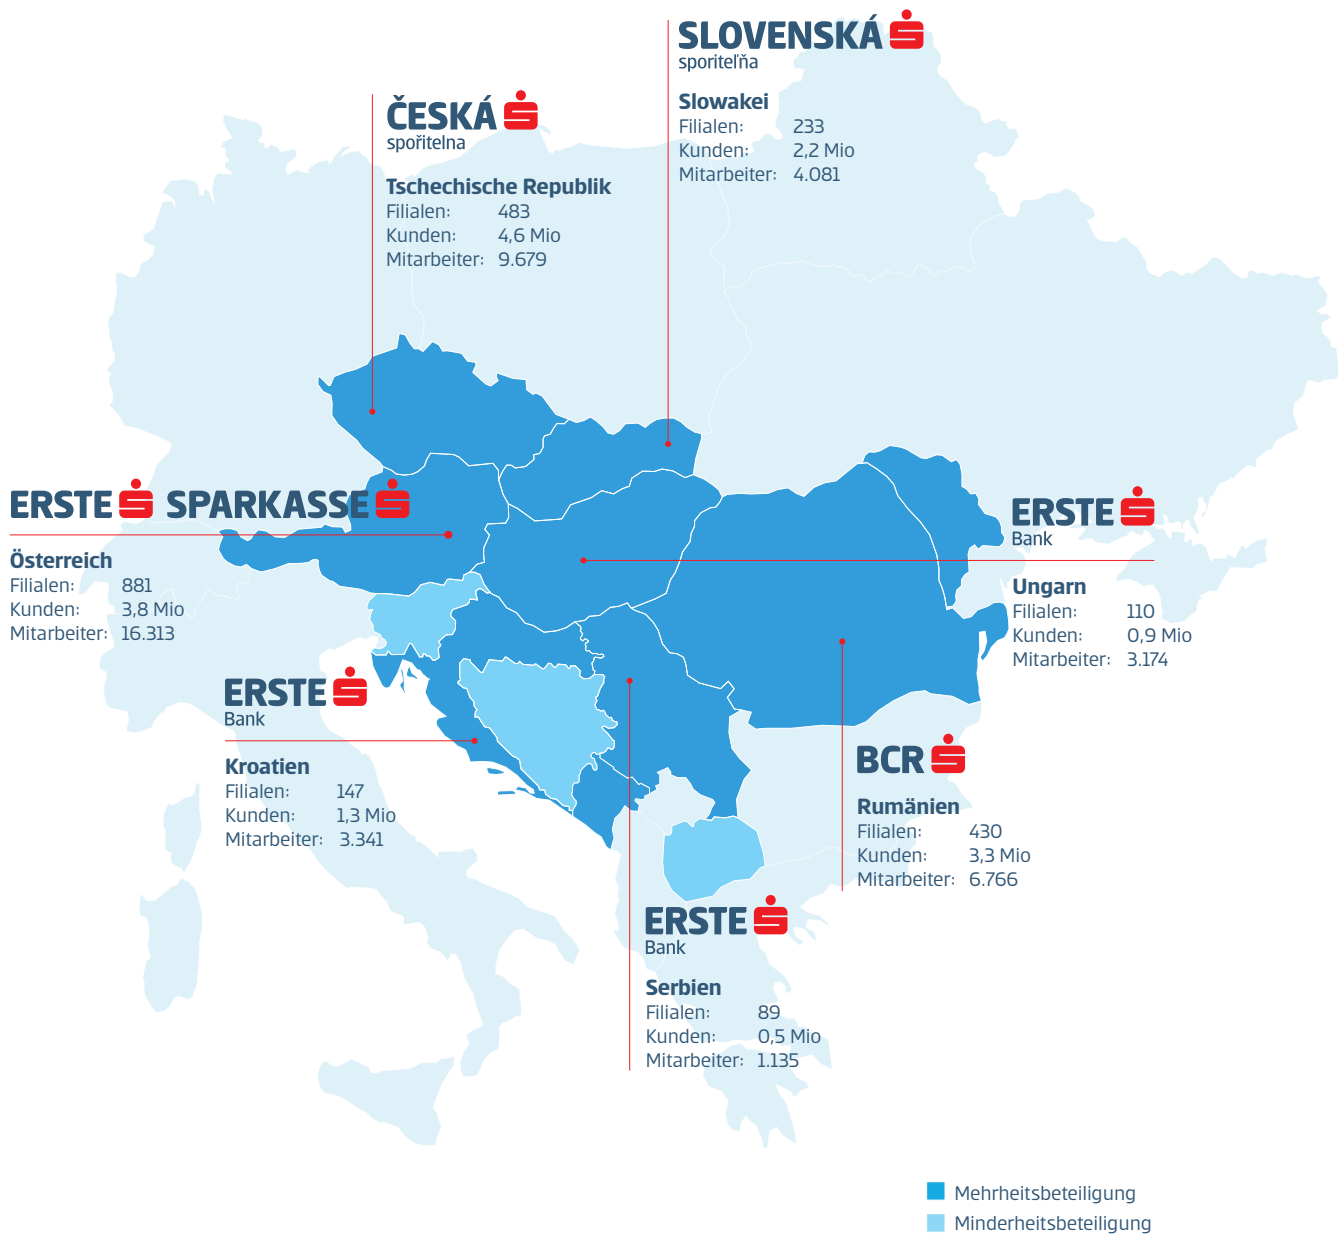 SLOVENSKÁ
sporiteľňa
Slowakei
Filialen: 233
Kunden: 2,2 Mio
Mitarbeiter: 4.081
ČESKÁ
spořitelna
Tschechische Republik
Filialen: 483
Kunden: 4,6 Mio
Mitarbeiter: 9.679
ERSTE SPARKASSE
Österreich
Filialen: 881
Kunden: 3,8 Mio
Mitarbeiter: 16.313
ERSTE
Bank
Ungarn
Filialen: 110
Kunden: 0,9 Mio
Mitarbeiter: 3.174
ERSTE
Bank
Kroatien
Filialen: 147
Kunden: 1,3 Mio
Mitarbeiter: 3.341
BCR
Rumänien
Filialen: 430
Kunden: 3,3 Mio
Mitarbeiter: 6.766
ERSTE
Bank
Serbien
Filialen: 89
Kunden: 0,5 Mio
Mitarbeiter: 1.135
Mehrheitsbeteiligung
Minderheitsbeteiligung